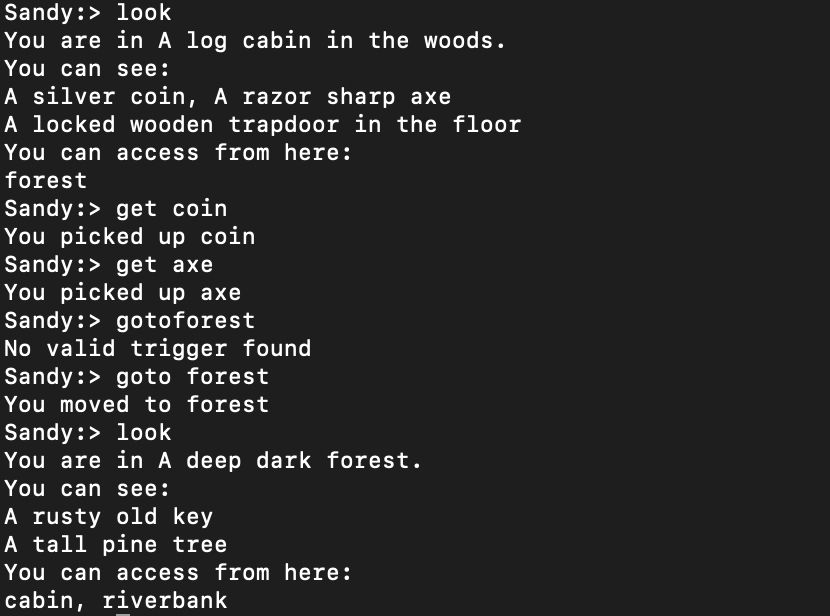 Sandy:> look
You are in A log cabin in the woods.
You can see:
A silver coin, A razor sharp axe
A locked wooden trapdoor in the floor
You can access from here:
forest
Sandy:> get coin
You picked up coin
Sandy:> get axe
You picked up axe
Sandy:> gotoforest
No valid trigger found
Sandy:> goto forest
You moved to forest
Sandy:> look
You are in A deep dark forest.
You can see:
A rusty old key
A tall pine tree
You can access from here:
cabin, riverbank